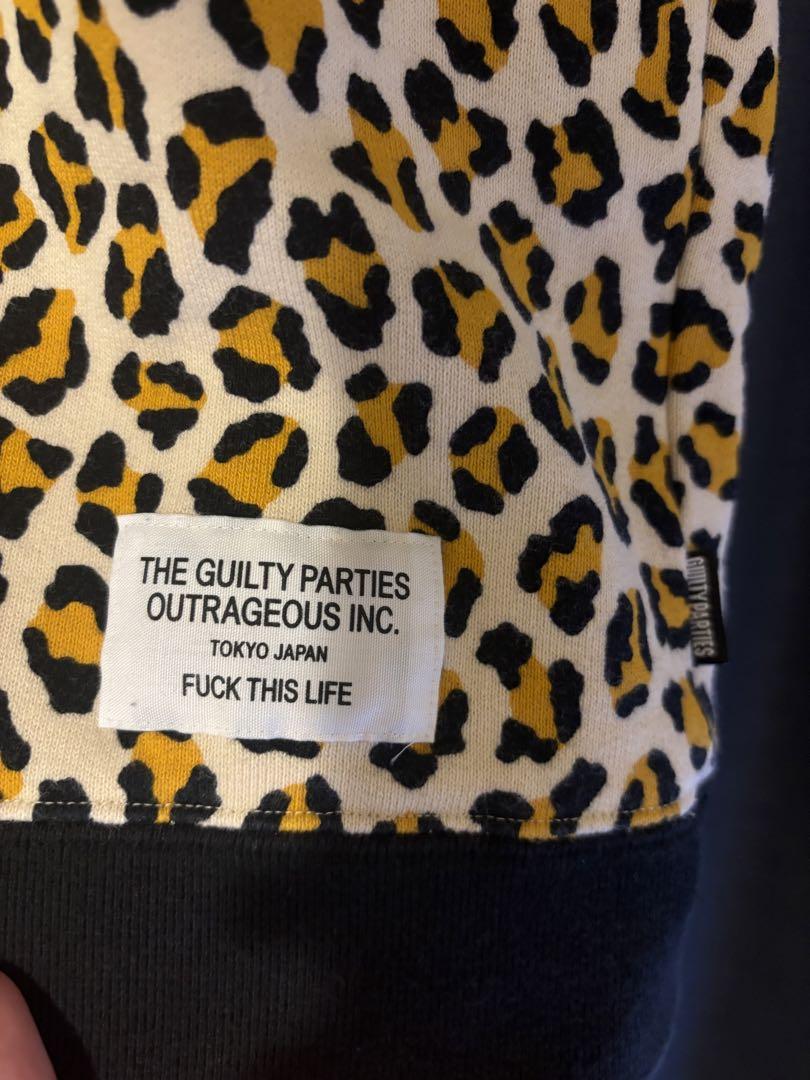 THE GUILTY PARTIES
OUTRAGEOUS INC.
TOKYO JAPAN
FUCK THIS LIFE
GUILTY PARTIES